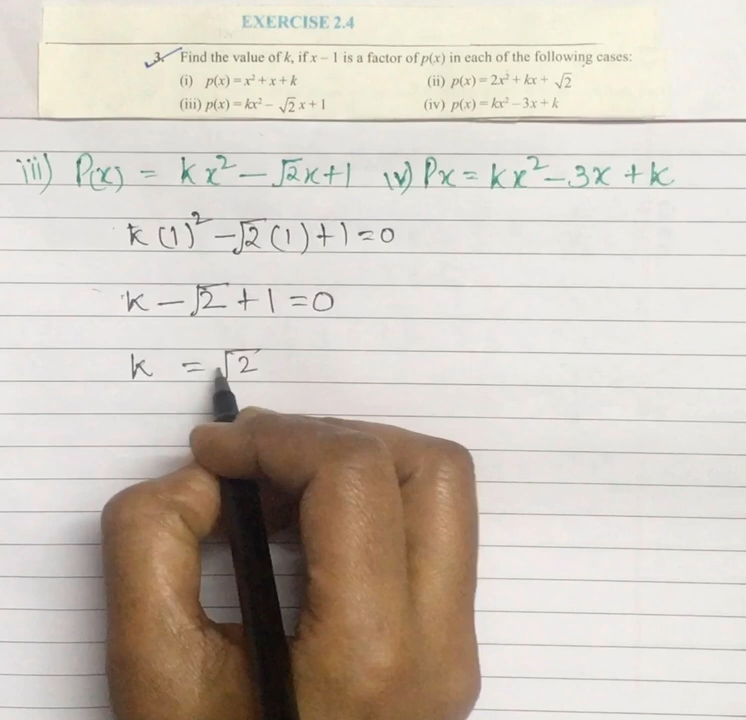 EXERCISE 2.4
3. Find the value of k, if x – 1 is a factor of p(x) in each of the following cases:
(i) p(x) = x² + x + k (ii) p(x) = 2x² + kx + √2
(iii) p(x) = kx² – √2 x + 1 (iv) p(x) = kx² – 3x + k
iii) P(x) = kx² – √2x + 1 iv) Px = kx² – 3x + k
k(1)² – √2(1) + 1 = 0
k – √2 + 1 = 0
k = √2